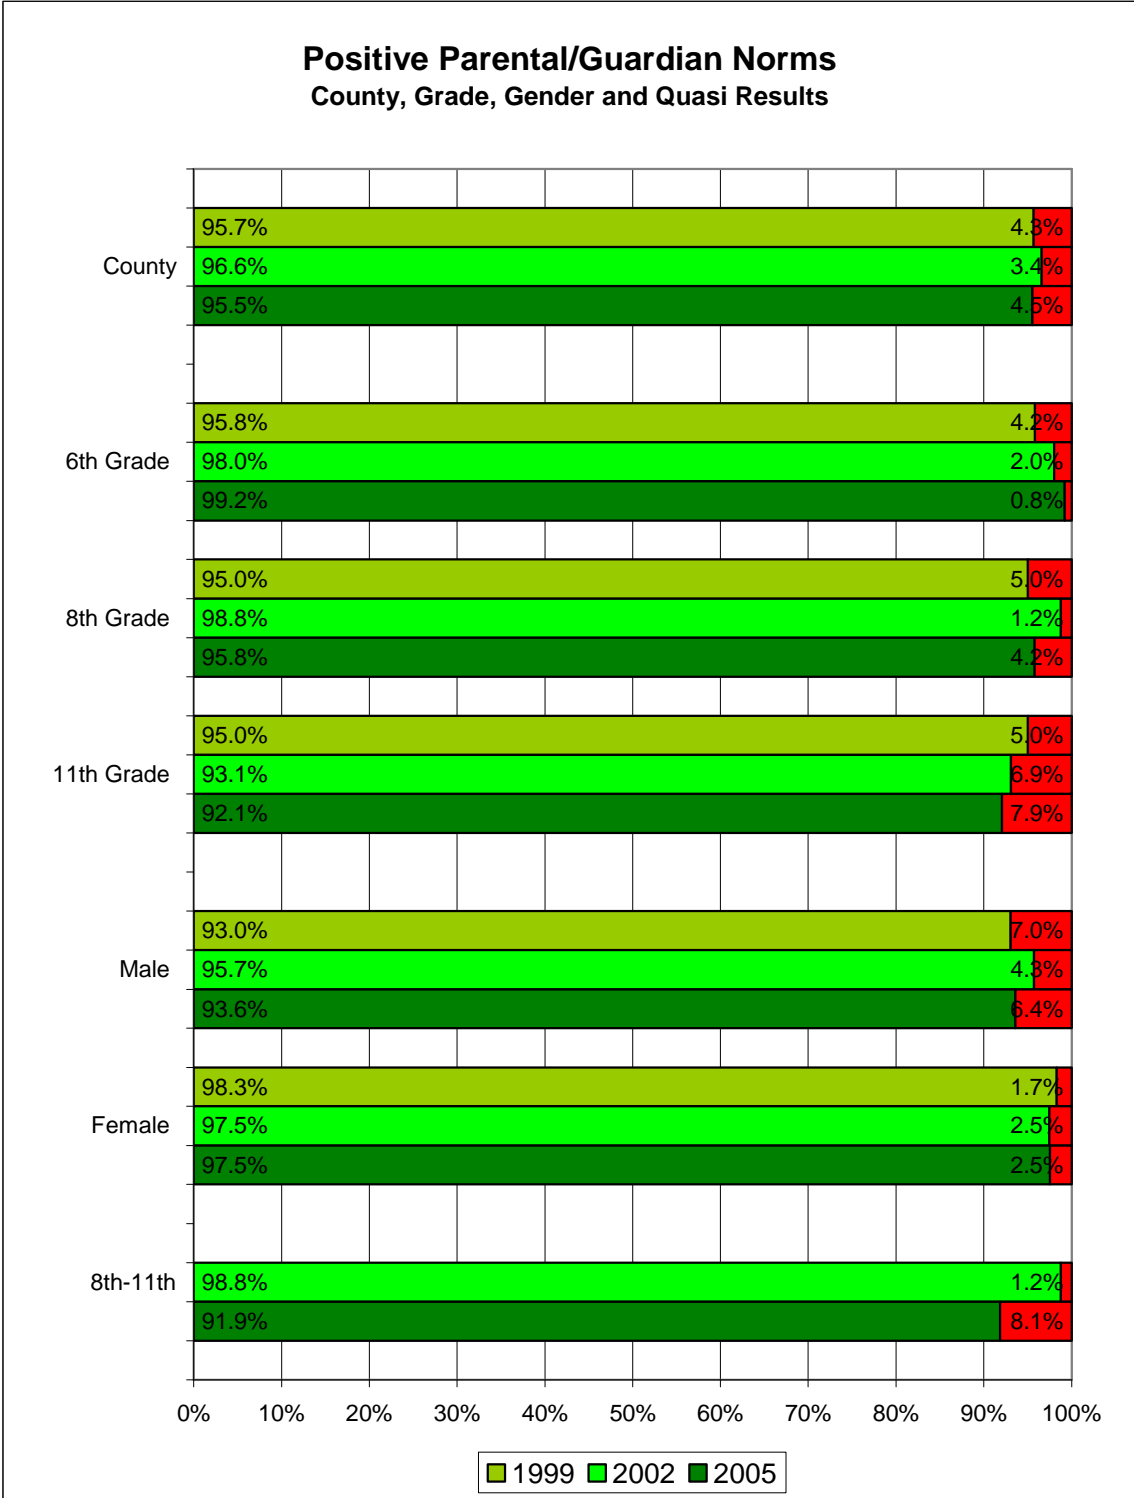 Positive Parental/Guardian Norms
County, Grade, Gender and Quasi Results
95.7% 4.3%
County 96.6% 3.4%
95.5% 4.5%
95.8% 4.2%
6th Grade 98.0% 2.0%
99.2% 0.8%
95.0% 5.0%
8th Grade 98.8% 1.2%
95.8% 4.2%
95.0% 5.0%
11th Grade 93.1% 6.9%
92.1% 7.9%
93.0% 7.0%
Male 95.7% 4.3%
93.6% 6.4%
98.3% 1.7%
Female 97.5% 2.5%
97.5% 2.5%
8th-11th 98.8% 1.2%
91.9% 8.1%
0% 10% 20% 30% 40% 50% 60% 70% 80% 90% 100%
1999 2002 2005